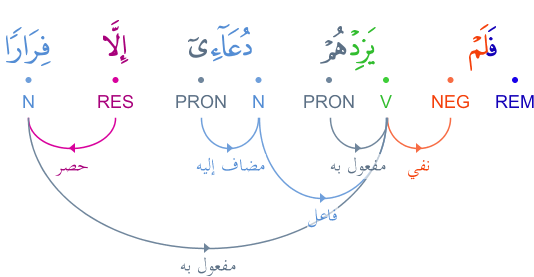 فَلَمْ يَزِدْهُمْ دُعَآءِىٓ إِلَّا فِرَارًا
N RES PRON N PRON V NEG REM
حصر مضاف إليه مفعول به نفي
فاعل
مفعول به